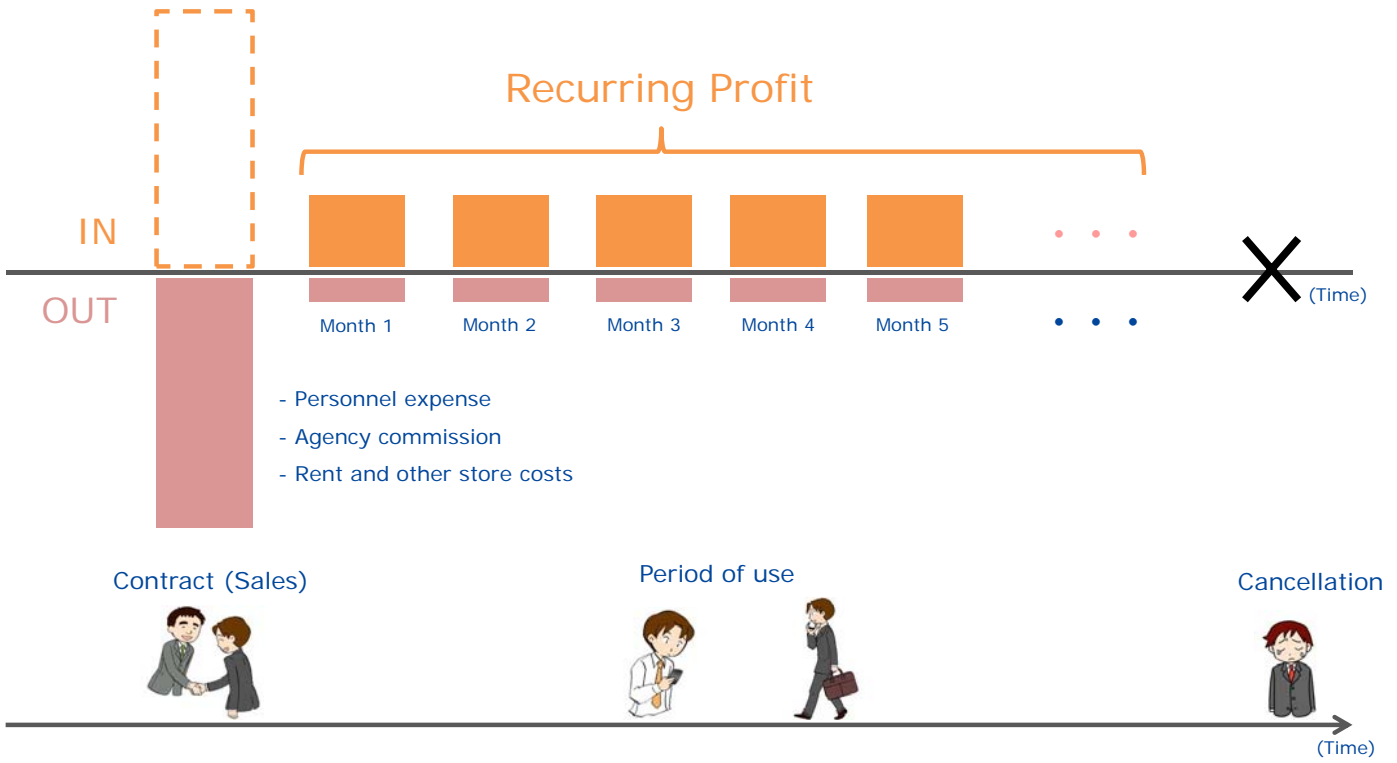 Recurring Profit
IN
OUT
(Time)
Month 1
Month 2
Month 3
Month 4
Month 5
- Personnel expense
- Agency commission
- Rent and other store costs
Contract (Sales)
Period of use
Cancellation
(Time)